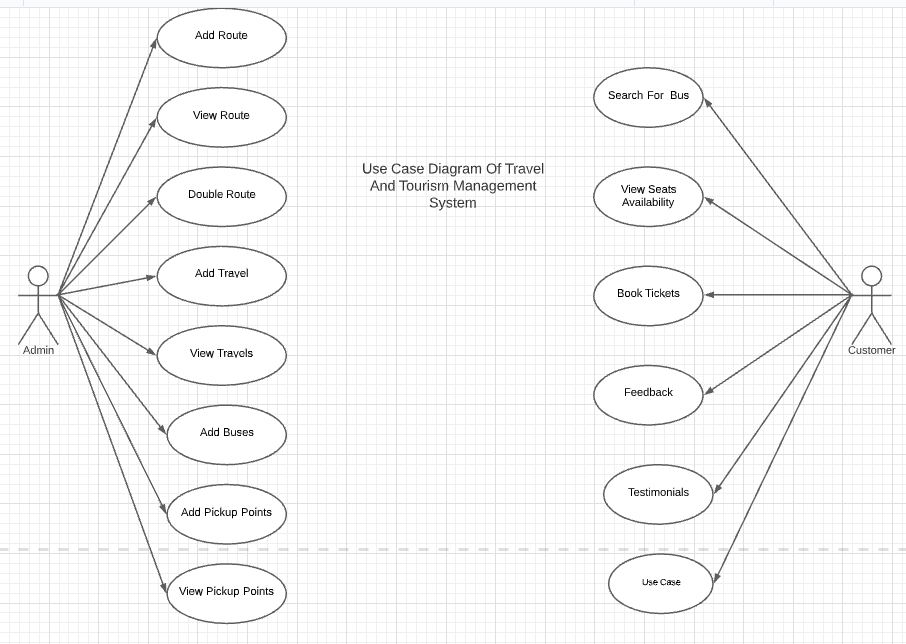 Add Route
View Route
Double Route
Add Travel
View Travels
Add Buses
Add Pickup Points
View Pickup Points
Admin
Use Case Diagram Of Travel
And Tourism Management
System
Search For  Bus
View Seats
Availability
Book Tickets
Feedback
Testimonials
Use Case
Customer